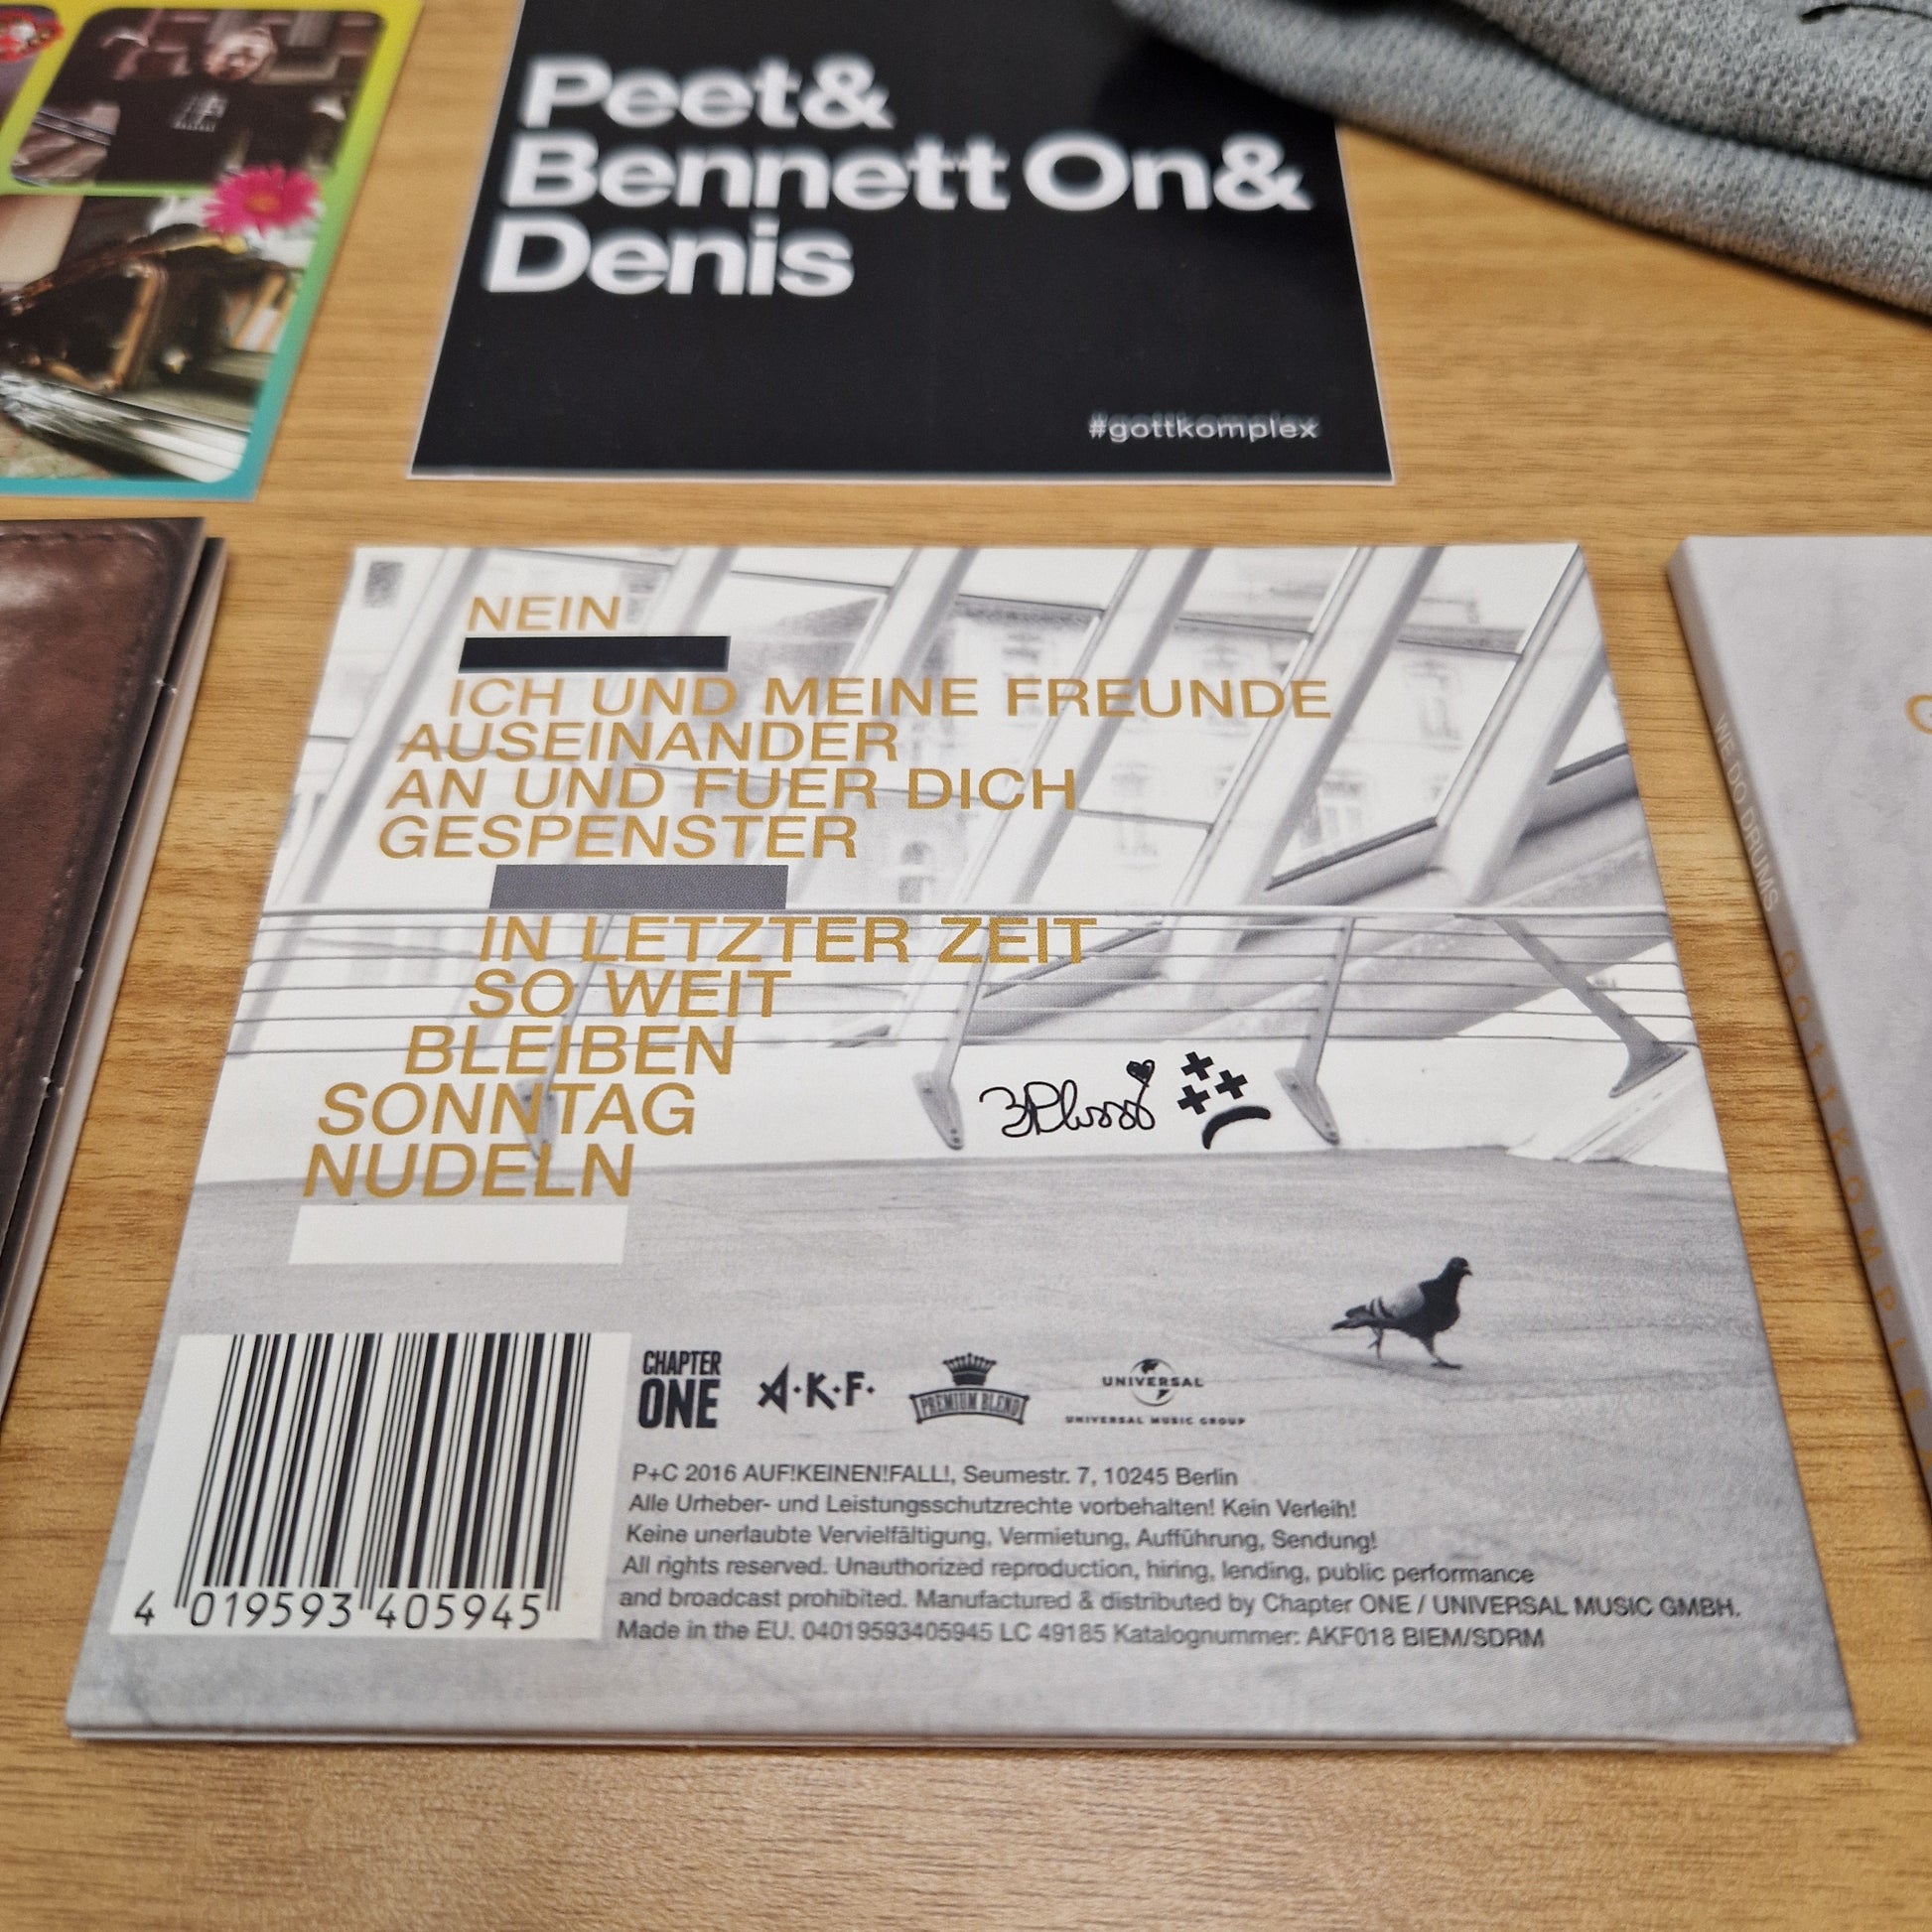 Peet&
Bennett On&
Denis
#gottkomplex
NEIN
ICH UND MEINE FREUNDE
AUSEINANDER
AN UND FUER DICH
GESPENSTER
IN LETZTER ZEIT
SO WEIT
BLEIBEN
SONNTAG
NUDELN
3Plusss
CHAPTER
ONE
A·K·F·
PREMIUM BLEND
UNIVERSAL
UNIVERSAL MUSIC GROUP
4 019593 405945
P+C 2016 AUF!KEINEN!FALL!, Seumestr. 7, 10245 Berlin
Alle Urheber- und Leistungsschutzrechte vorbehalten! Kein Verleih!
Keine unerlaubte Vervielfältigung, Vermietung, Aufführung, Sendung!
All rights reserved. Unauthorized reproduction, hiring, lending, public performance
and broadcast prohibited. Manufactured & distributed by Chapter ONE / UNIVERSAL MUSIC GMBH.
Made in the EU. 04019593405945 LC 49185 Katalognummer: AKF018 BIEM/SDRM
WE DO DRUMS
GOTTKOMPLEX